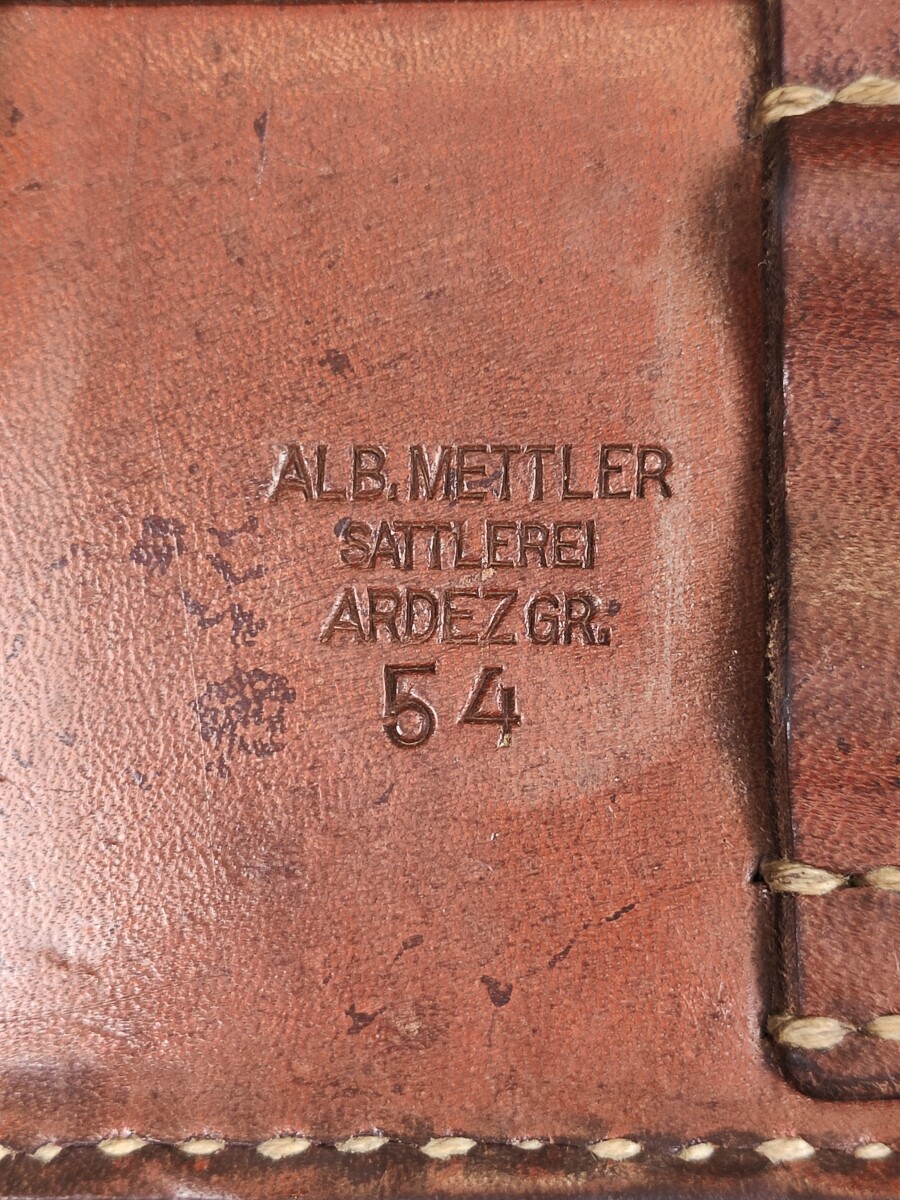 ALB. METTLER
SATTLEREI
ARDEZ GR.
54